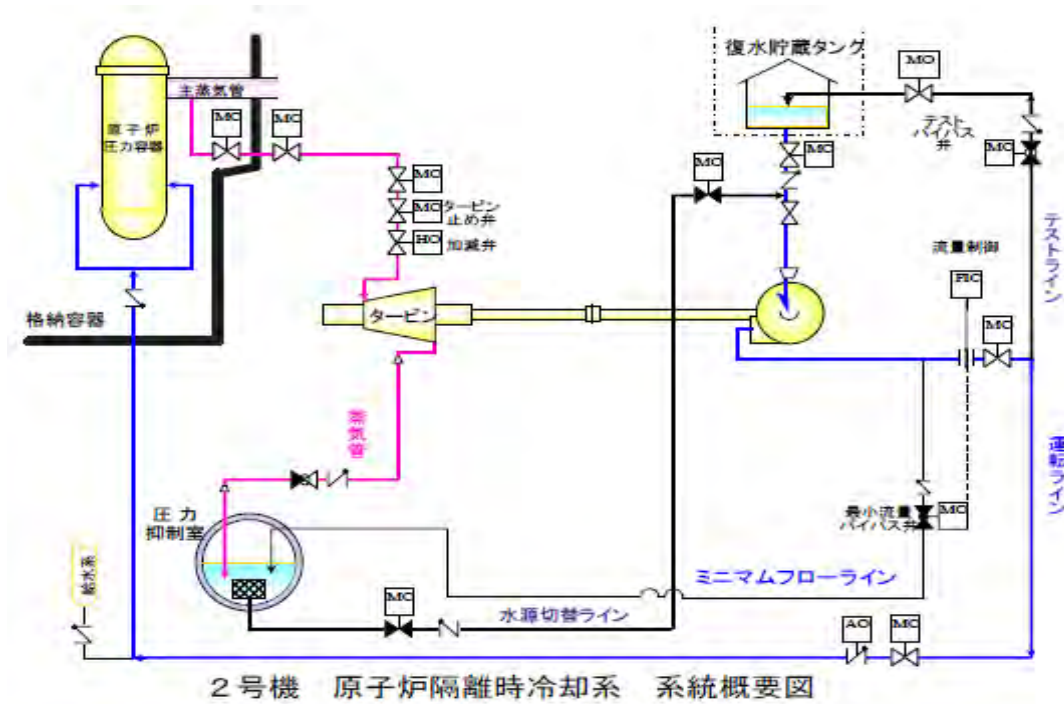 復水貯蔵タンク
MO
主蒸気管
テスト
バイパス
弁
原子炉
圧力容器
MO
MO
MO
MO
MO
MO
MO
タービン
止め弁
HO
加減弁
テストライン
流量制御
FIC
格納容器
タービン
MO
蒸気管
運転ライン
圧力
抑制室
最小流量
バイパス弁
MO
給水系
ミニマムフローライン
MO
水源切替ライン
AO
MO
2号機 原子炉隔離時冷却系 系統概要図